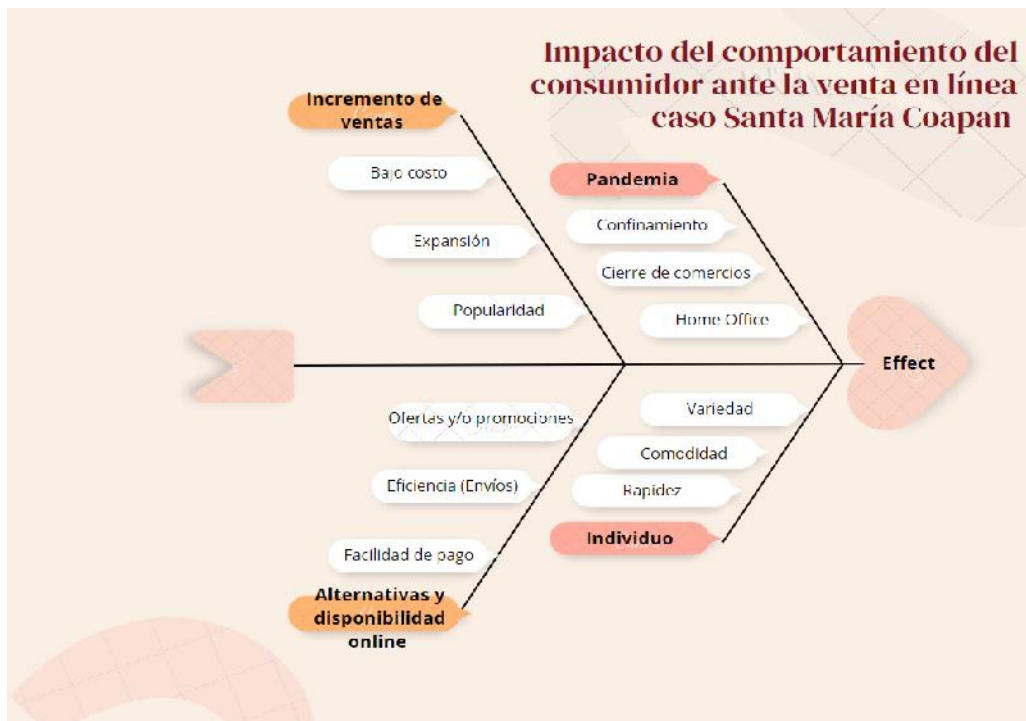 Impacto del comportamiento del
consumidor ante la venta en línea
caso Santa María Coapan
Incremento de
ventas
Bajo costo
Expansión
Popularidad
Pandemia
Confinamiento
Cierre de comercios
Home Office
Effect
Ofertas y/o promociones
Eficiencia (Envíos)
Facilidad de pago
Alternativas y
disponibilidad
online
Variedad
Comodidad
Rapidez
Individuo